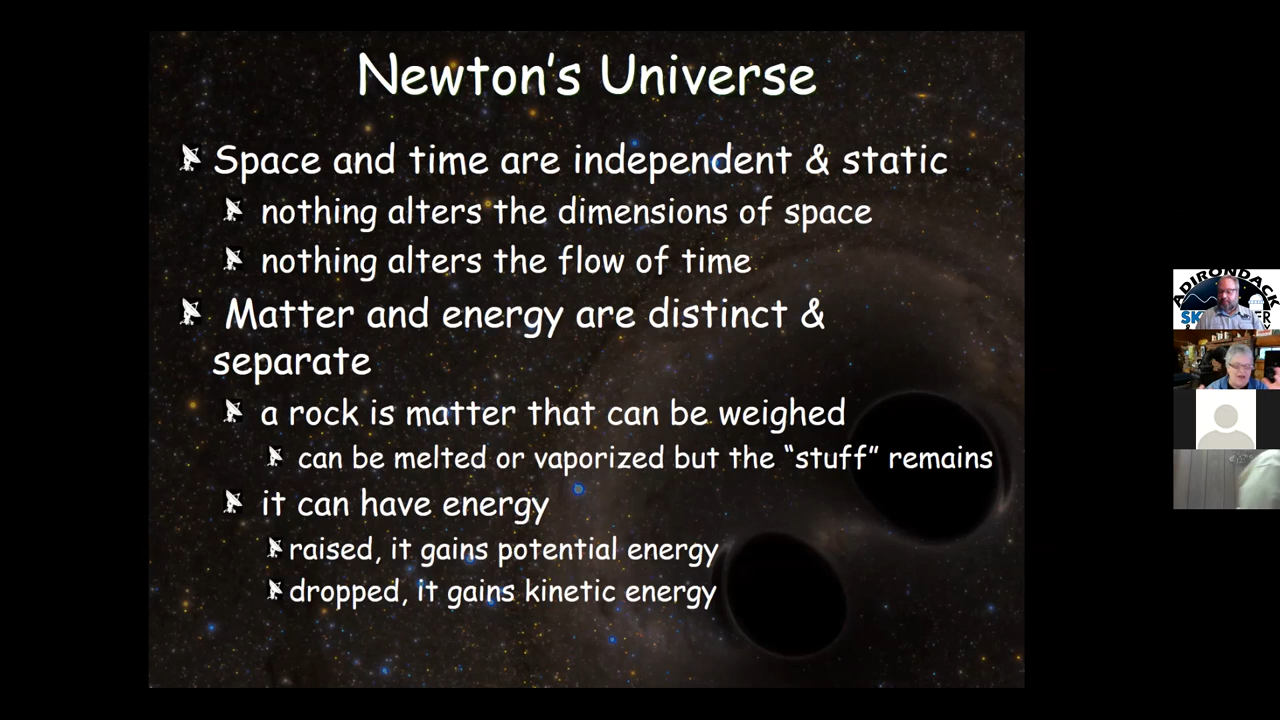 Newton's Universe
Space and time are independent & static
nothing alters the dimensions of space
nothing alters the flow of time
Matter and energy are distinct &
separate
a rock is matter that can be weighed
can be melted or vaporized but the “stuff” remains
it can have energy
raised, it gains potential energy
dropped, it gains kinetic energy
ADIRONDACK